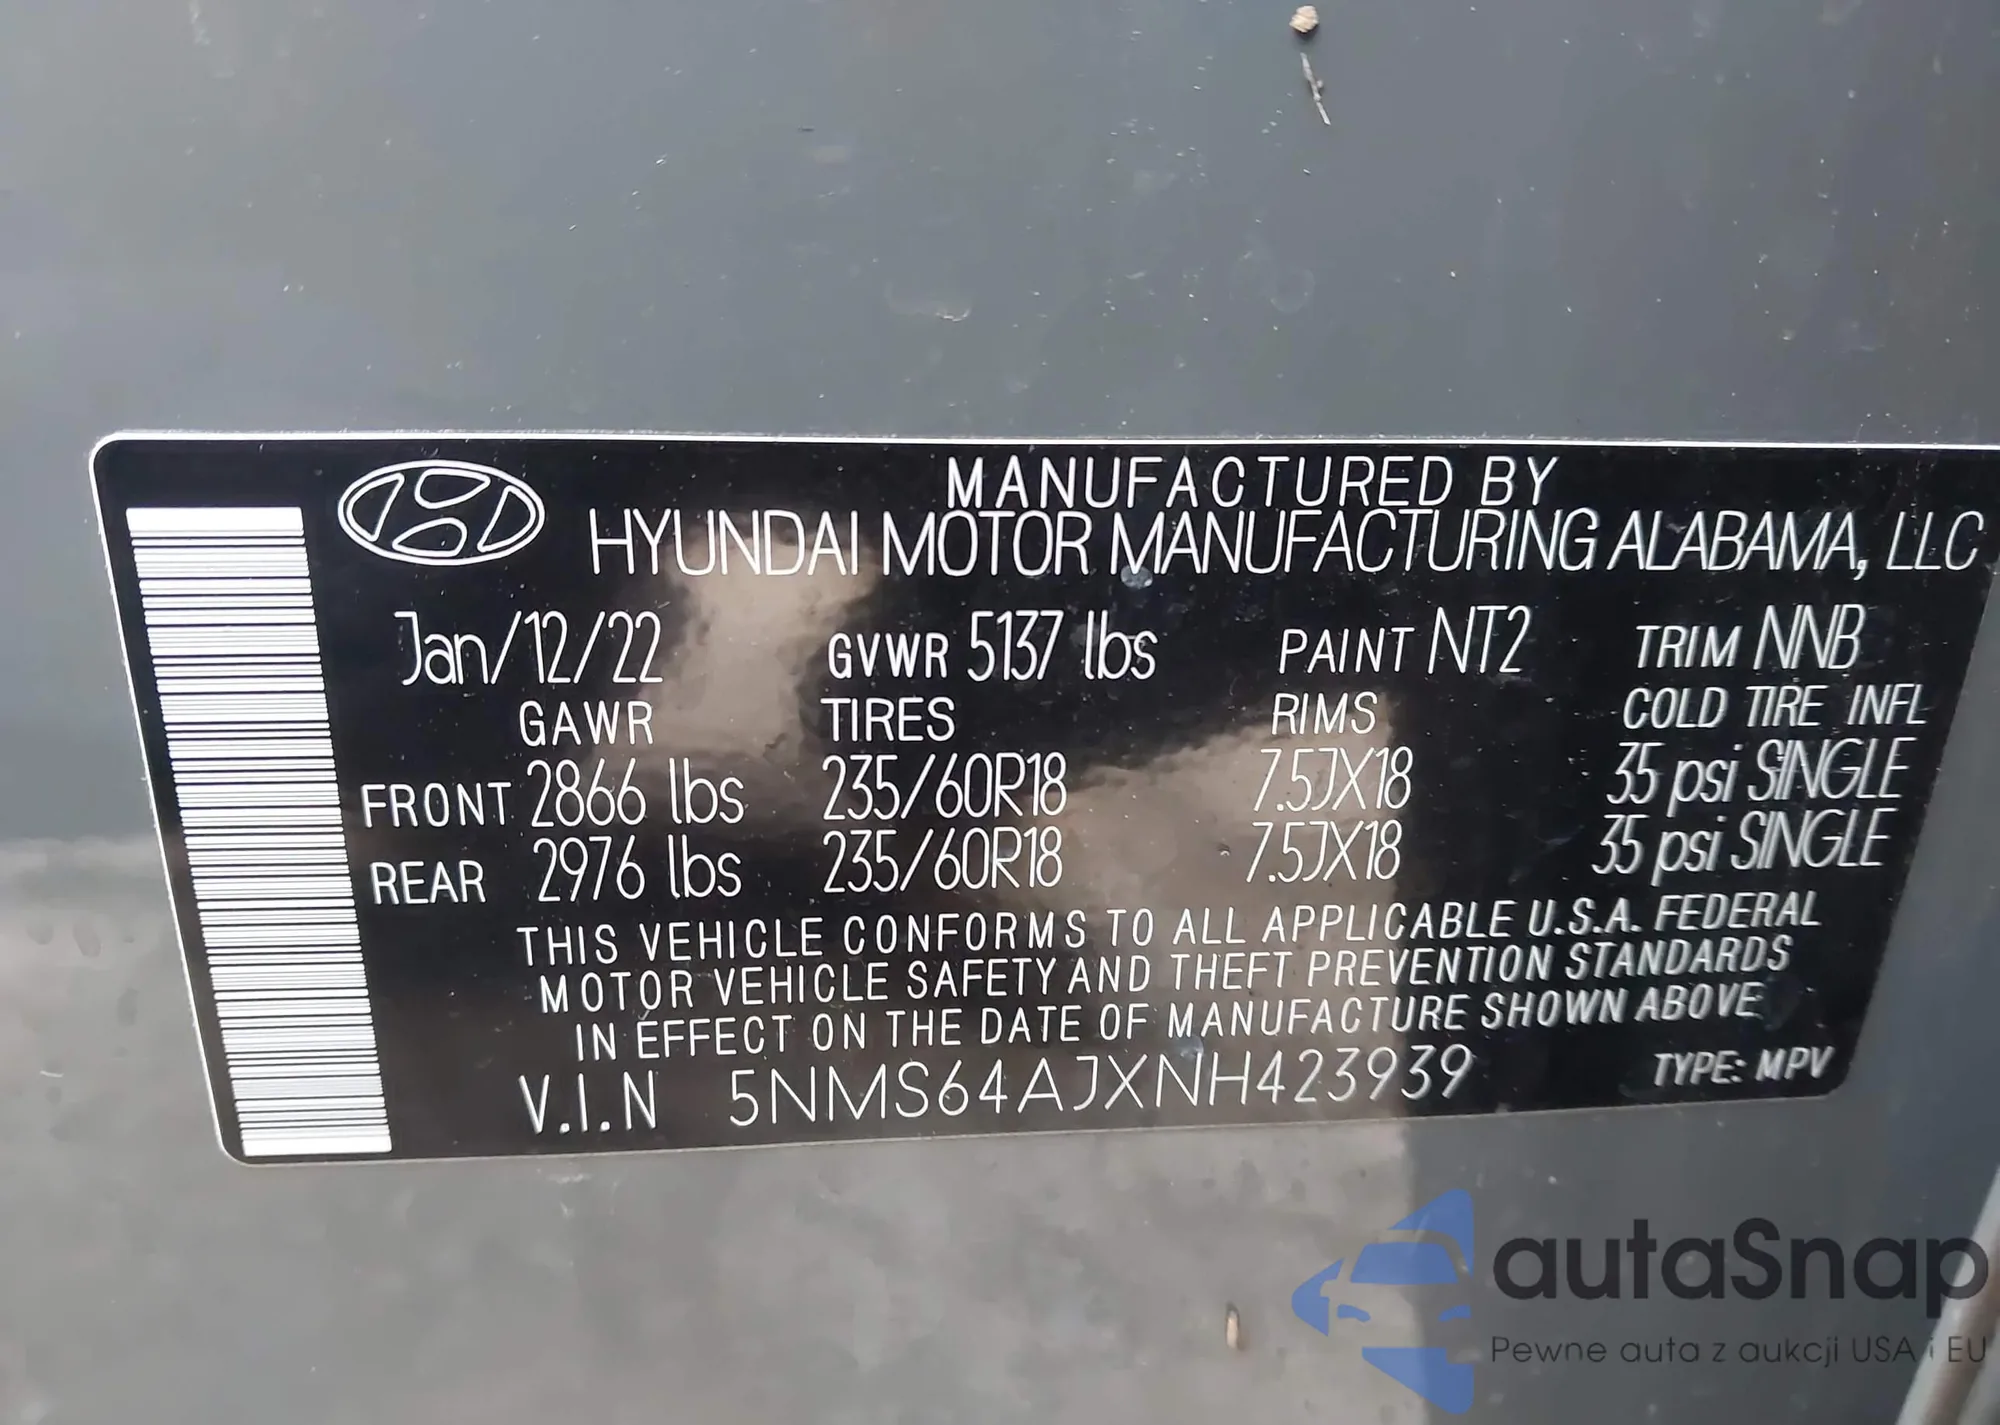 MANUFACTURED BY
HYUNDAI MOTOR MANUFACTURING ALABAMA, LLC
Jan/12/22 GVWR 5137 lbs PAINT NT2 TRIM NNB
GAWR TIRES RIMS COLD TIRE INFL
FRONT 2866 lbs 235/60R18 7.5JX18 35 psi SINGLE
REAR 2976 lbs 235/60R18 7.5JX18 35 psi SINGLE
THIS VEHICLE CONFORMS TO ALL APPLICABLE U.S.A. FEDERAL
MOTOR VEHICLE SAFETY AND THEFT PREVENTION STANDARDS
IN EFFECT ON THE DATE OF MANUFACTURE SHOWN ABOVE
V.I.N 5NMS64AJXNH423939 TYPE: MPV
autaSnap
Pewne auta z aukcji USA i EU